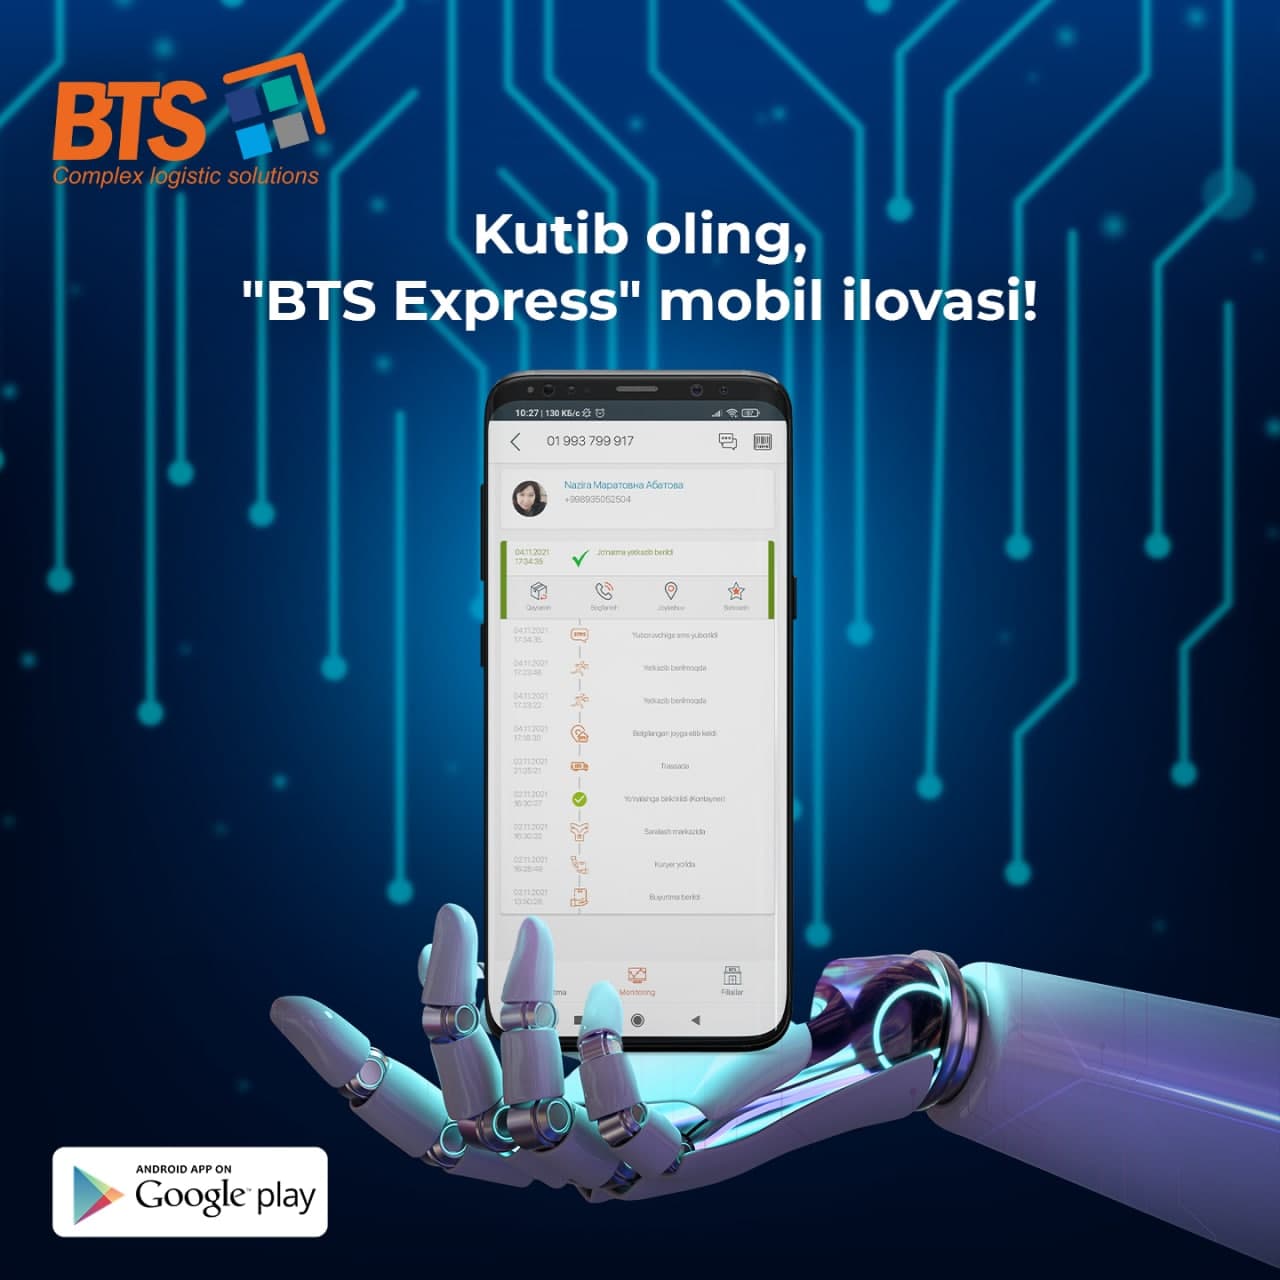 BTS
Complex logistic solutions
Kutib oling,
"BTS Express" mobil ilovasi!
10:27 | 130 КБ/с
01 993 799 917
Nazira Маратовна Абатова
+998935052504
04.11.2021
17:34:35
Jo'natma yetkazib berildi
Qaytarish
Bog'lanish
Joylashuv
Baholash
04.11.2021
17:34:35
Yuboruvchiga sms yuborildi
04.11.2021
17:23:48
Yetkazib berilmoqda
04.11.2021
17:23:22
Yetkazib berilmoqda
04.11.2021
17:18:30
Belgilangan joyga etib keldi
03.11.2021
21:05:21
Trassada
02.11.2021
16:30:27
Yo'nalishga biriktirildi (Kontayner)
02.11.2021
16:30:22
Saralash markazida
02.11.2021
16:28:49
Kuryer yo'lda
02.11.2021
13:50:28
Buyurtma berildi
Monitoring
Filiallar
ANDROID APP ON
Google play